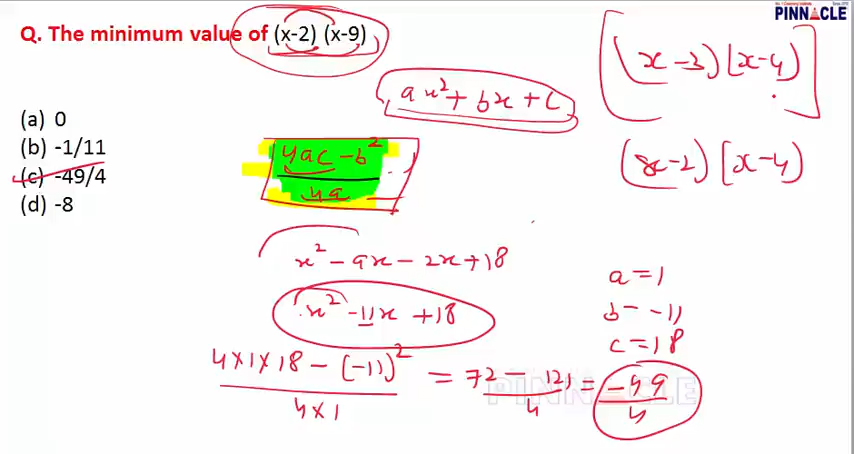 PINNACLE
Q. The minimum value of (x-2) (x-9)
(x-3)(x-4)
ax²+bx+c
(a) 0
(b) -1/11
(c) -49/4
(d) -8
4ac-b²
4a
(x-2)(x-4)
x²-9x-2x+18
a=1
x²-11x+18
b=-11
c=18
4×1×18-(-11)² = 72-121 = -49
4×1 4 4
PINNACLE